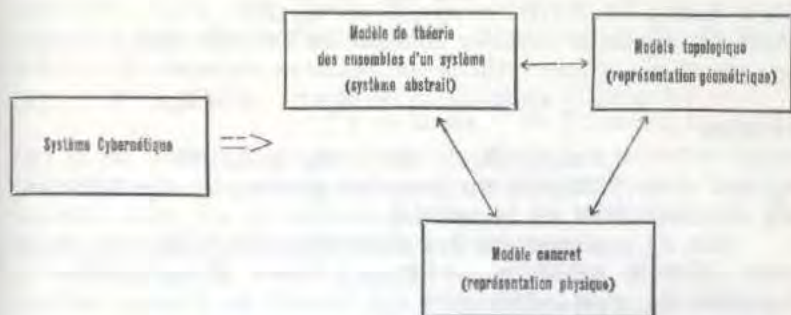 Modèle de théorie
des ensembles d'un système
(système abstrait)
Modèle topologique
(représentation géométrique)
Système Cybernétique
Modèle concret
(représentation physique)